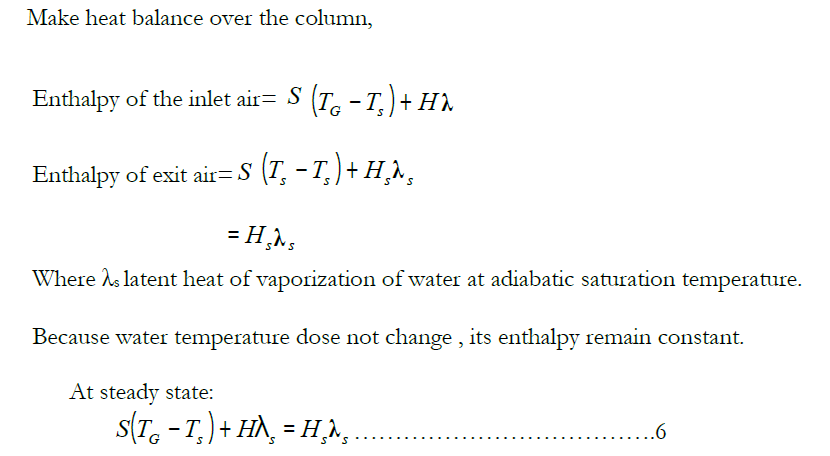 Make heat balance over the column,
Enthalpy of the inlet air= S (T_G − T_s) + Hλ
Enthalpy of exit air= S (T_s − T_s) + H_sλ_s
= H_sλ_s
Where λs latent heat of vaporization of water at adiabatic saturation temperature.
Because water temperature dose not change , its enthalpy remain constant.
At steady state:
S(T_G − T_s) + Hλ_s = H_sλ_s …………………………………..6